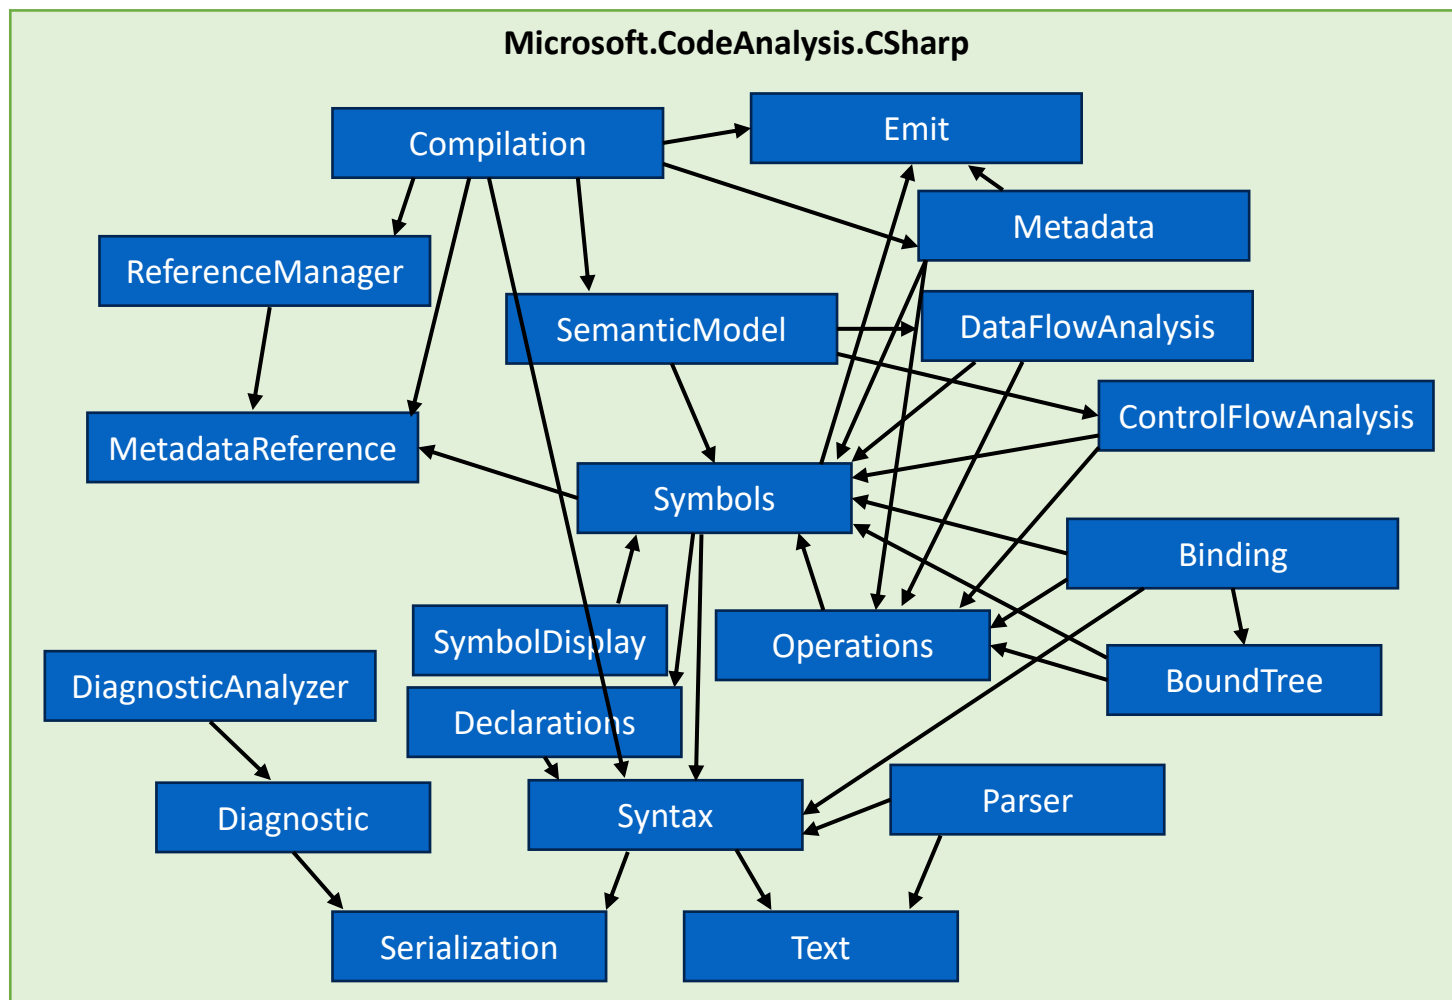 Microsoft.CodeAnalysis.CSharp
Emit
Compilation
Metadata
ReferenceManager
SemanticModel
DataFlowAnalysis
ControlFlowAnalysis
MetadataReference
Symbols
Binding
SymbolDisplay
Operations
DiagnosticAnalyzer
BoundTree
Declarations
Parser
Diagnostic
Syntax
Serialization
Text